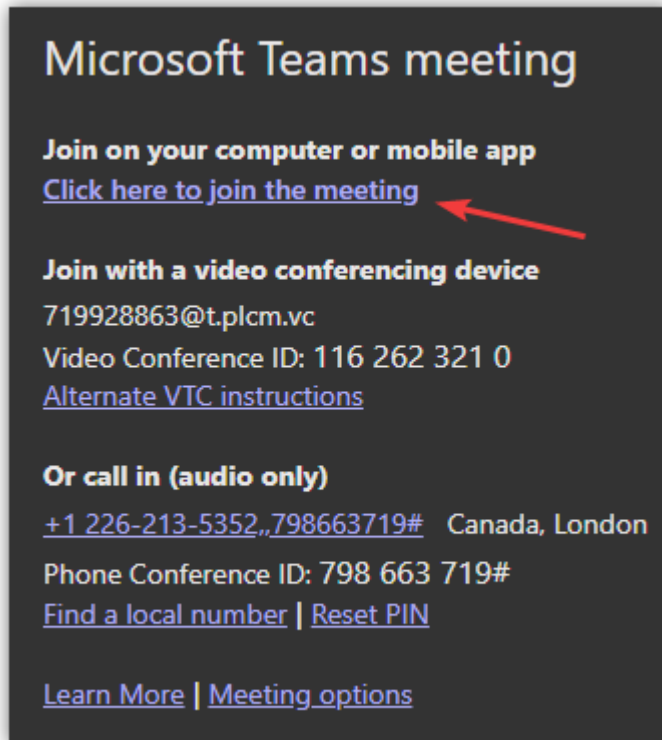 Microsoft Teams meeting
Join on your computer or mobile app
Click here to join the meeting
Join with a video conferencing device
719928863@t.plcm.vc
Video Conference ID: 116 262 321 0
Alternate VTC instructions
Or call in (audio only)
+1 226-213-5352,,798663719# Canada, London
Phone Conference ID: 798 663 719#
Find a local number | Reset PIN
Learn More | Meeting options